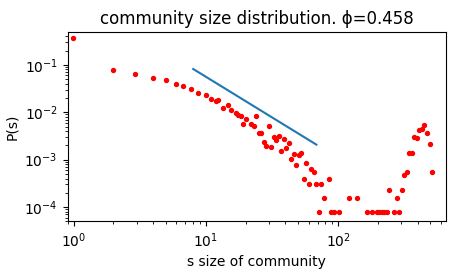 community size distribution. ϕ=0.458
P(s)
10⁻¹
10⁻²
10⁻³
10⁻⁴
10⁰ 10¹ 10²
s size of community